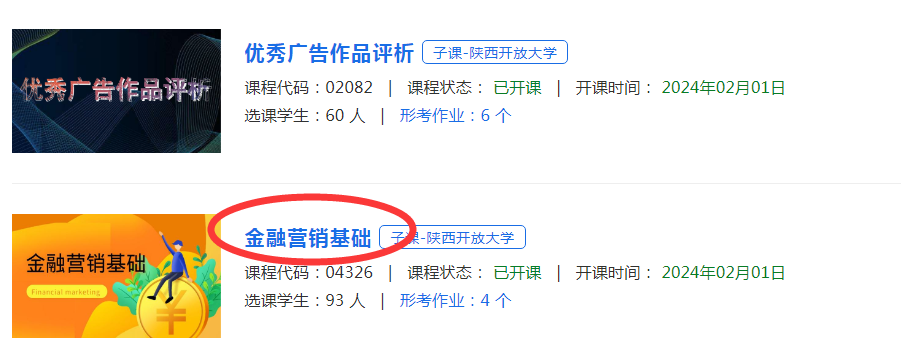 优秀广告作品评析
优秀广告作品评析 子课-陕西开放大学
课程代码：02082 | 课程状态： 已开课 | 开课时间： 2024年02月01日
选课学生：60 人 | 形考作业：6 个
金融营销基础
Financial marketing
金融营销基础 子课-陕西开放大学
课程代码：04326 | 课程状态： 已开课 | 开课时间： 2024年02月01日
选课学生：93 人 | 形考作业：4 个